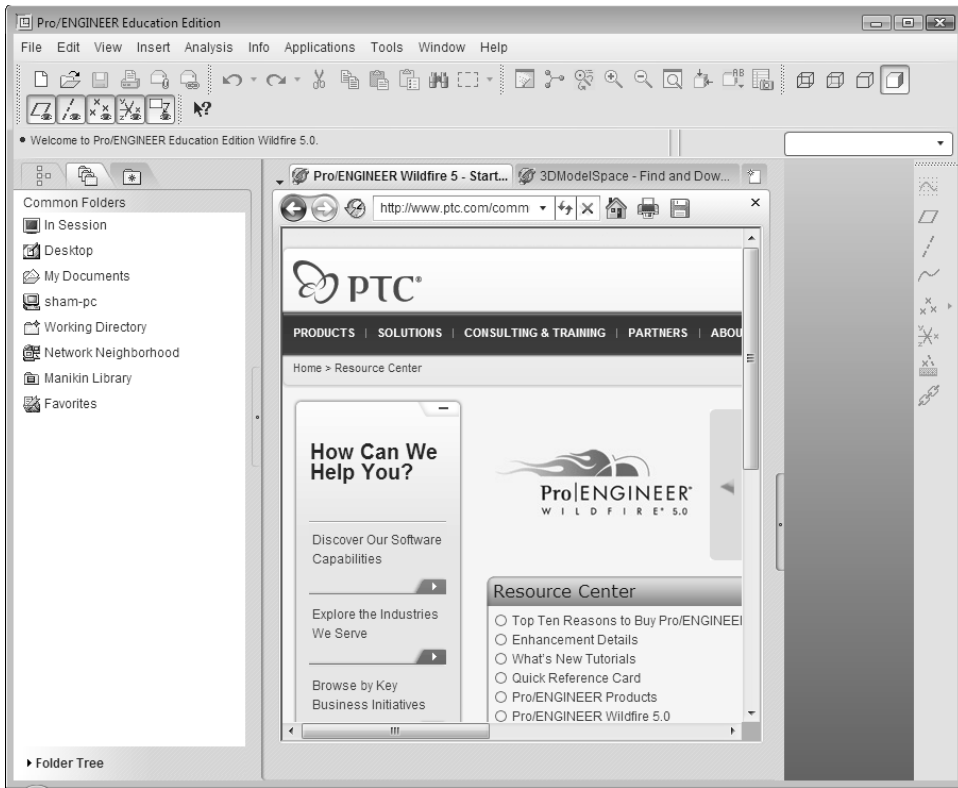 Pro/ENGINEER Education Edition
File Edit View Insert Analysis Info Applications Tools Window Help
• Welcome to Pro/ENGINEER Education Edition Wildfire 5.0.
Pro/ENGINEER Wildfire 5 - Start... 3DModelSpace - Find and Dow...
Common Folders
http://www.ptc.com/comm
In Session
Desktop
My Documents
sham-pc
Working Directory
Network Neighborhood
Manikin Library
Favorites
PTC®
PRODUCTS | SOLUTIONS | CONSULTING & TRAINING | PARTNERS | ABOU
Home > Resource Center
How Can We
Help You?
Discover Our Software
Capabilities
Explore the Industries
We Serve
Browse by Key
Business Initiatives
Pro|ENGINEER®
WILDFIRE® 5.0
Resource Center
Top Ten Reasons to Buy Pro/ENGINEE
Enhancement Details
What's New Tutorials
Quick Reference Card
Pro/ENGINEER Products
Pro/ENGINEER Wildfire 5.0
Folder Tree